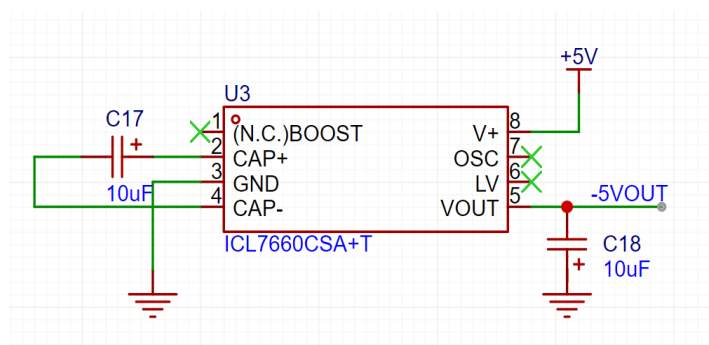 +5V
U3
C17
+
10uF
1
2
3
4
(N.C.)BOOST
CAP+
GND
CAP-
V+
OSC
LV
VOUT
8
7
6
5
-5VOUT
ICL7660CSA+T
C18
+
10uF